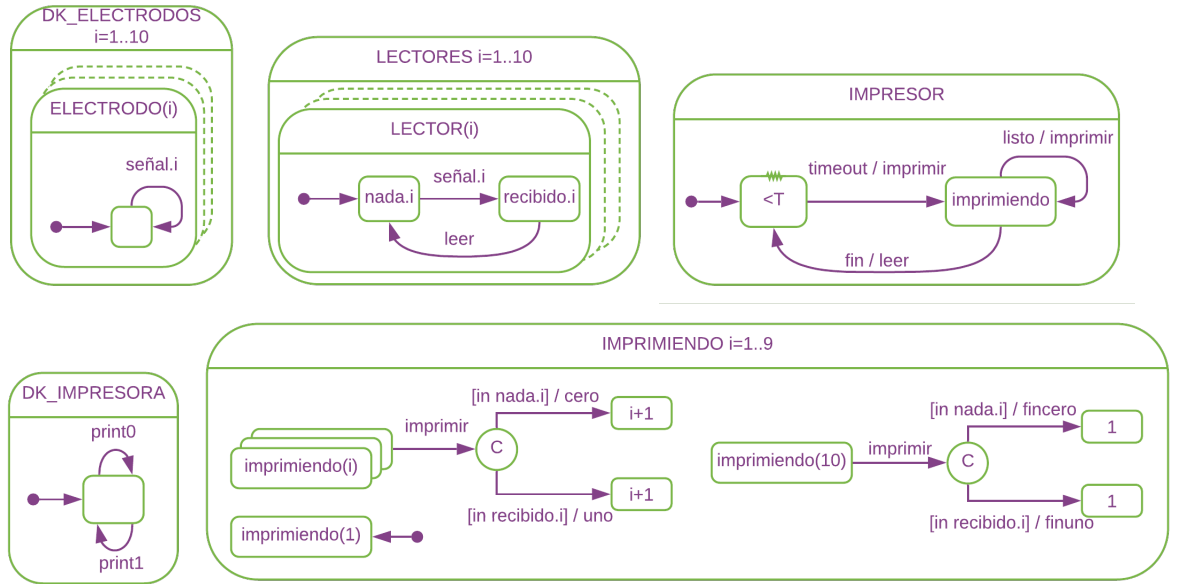 DK_ELECTRODOS
i=1..10
ELECTRODO(i)
señal.i
LECTORES i=1..10
LECTOR(i)
nada.i
señal.i
recibido.i
leer
IMPRESOR
<T
timeout / imprimir
imprimiendo
listo / imprimir
fin / leer
DK_IMPRESORA
print0
print1
IMPRIMIENDO i=1..9
imprimiendo(i)
imprimir
C
[in nada.i] / cero
i+1
[in recibido.i] / uno
i+1
imprimiendo(1)
imprimiendo(10)
imprimir
C
[in nada.i] / fincero
1
[in recibido.i] / finuno
1